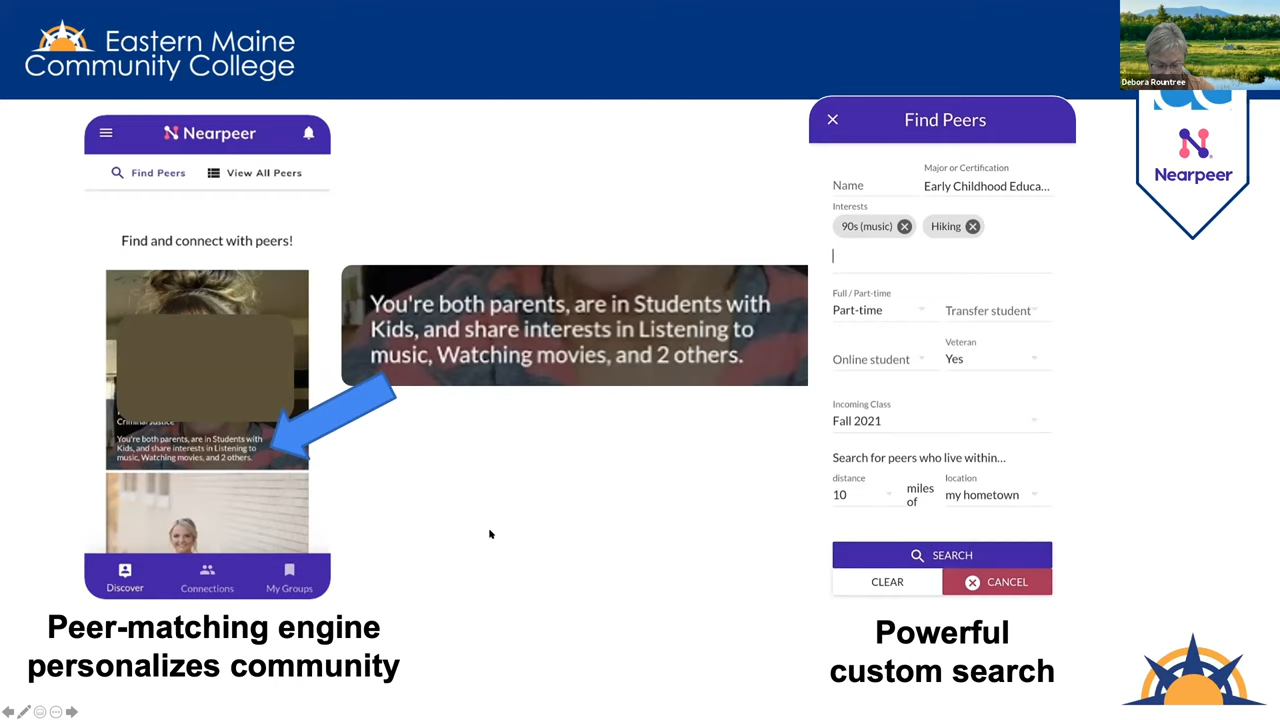 Eastern Maine
Community College
Debora Rountree
Nearpeer
Find Peers
View All Peers
Find and connect with peers!
Criminal Justice
You're both parents, are in Students with
Kids, and share interests in Listening to
music, Watching movies, and 2 others.
Discover
Connections
My Groups
Peer-matching engine
personalizes community
You're both parents, are in Students with
Kids, and share interests in Listening to
music, Watching movies, and 2 others.
Find Peers
Major or Certification
Name
Early Childhood Educa...
Interests
90s (music)
Hiking
Full / Part-time
Part-time
Transfer student
Veteran
Online student
Yes
Incoming Class
Fall 2021
Search for peers who live within...
distance
location
10
miles
of
my hometown
SEARCH
CLEAR
CANCEL
Powerful
custom search
Nearpeer